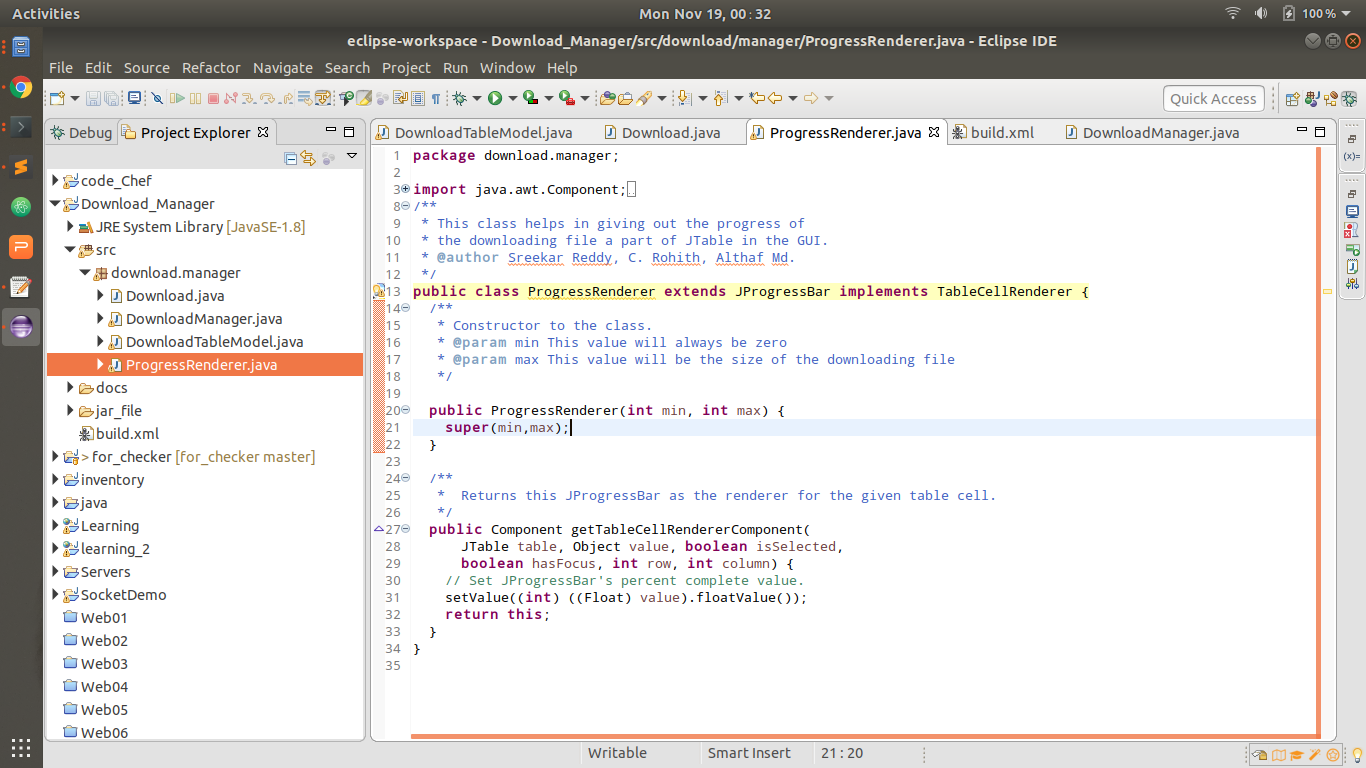 Activities
Mon Nov 19, 00:32
100 %
eclipse-workspace - Download_Manager/src/download/manager/ProgressRenderer.java - Eclipse IDE
File Edit Source Refactor Navigate Search Project Run Window Help
Quick Access
Debug
Project Explorer
code_Chef
Download_Manager
JRE System Library [JavaSE-1.8]
src
download.manager
Download.java
DownloadManager.java
DownloadTableModel.java
ProgressRenderer.java
docs
jar_file
build.xml
> for_checker [for_checker master]
inventory
java
Learning
learning_2
Servers
SocketDemo
Web01
Web02
Web03
Web04
Web05
Web06
DownloadTableModel.java
Download.java
ProgressRenderer.java
build.xml
DownloadManager.java
1 package download.manager;
2
3 import java.awt.Component;
8 /**
9 * This class helps in giving out the progress of
10 * the downloading file a part of JTable in the GUI.
11 * @author Sreekar Reddy, C. Rohith, Althaf Md.
12 */
13 public class ProgressRenderer extends JProgressBar implements TableCellRenderer {
14 /**
15 * Constructor to the class.
16 * @param min This value will always be zero
17 * @param max This value will be the size of the downloading file
18 */
19
20 public ProgressRenderer(int min, int max) {
21 super(min,max);
22 }
23
24 /**
25 * Returns this JProgressBar as the renderer for the given table cell.
26 */
27 public Component getTableCellRendererComponent(
28 JTable table, Object value, boolean isSelected,
29 boolean hasFocus, int row, int column) {
30 // Set JProgressBar's percent complete value.
31 setValue((int) ((Float) value).floatValue());
32 return this;
33 }
34 }
35
(x)=
Writable
Smart Insert
21 : 20